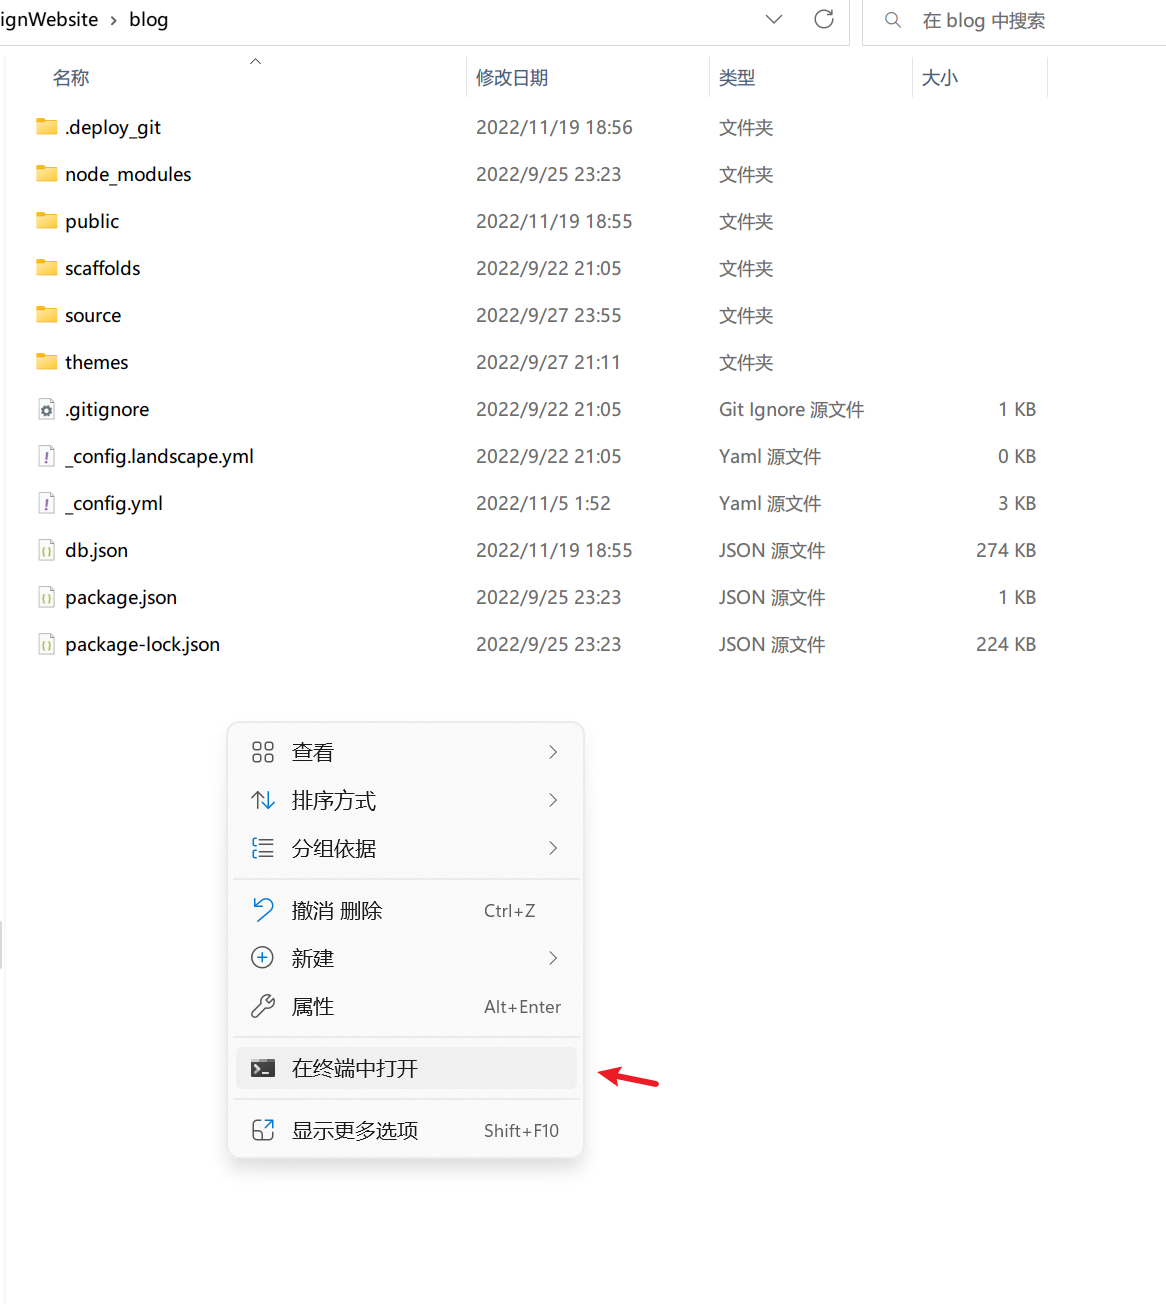 ignWebsite › blog
在 blog 中搜索
名称 修改日期 类型 大小
.deploy_git 2022/11/19 18:56 文件夹
node_modules 2022/9/25 23:23 文件夹
public 2022/11/19 18:55 文件夹
scaffolds 2022/9/22 21:05 文件夹
source 2022/9/27 23:55 文件夹
themes 2022/9/27 21:11 文件夹
.gitignore 2022/9/22 21:05 Git Ignore 源文件 1 KB
_config.landscape.yml 2022/9/22 21:05 Yaml 源文件 0 KB
_config.yml 2022/11/5 1:52 Yaml 源文件 3 KB
db.json 2022/11/19 18:55 JSON 源文件 274 KB
package.json 2022/9/25 23:23 JSON 源文件 1 KB
package-lock.json 2022/9/25 23:23 JSON 源文件 224 KB
查看
排序方式
分组依据
撤消 删除 Ctrl+Z
新建
属性 Alt+Enter
在终端中打开
显示更多选项 Shift+F10